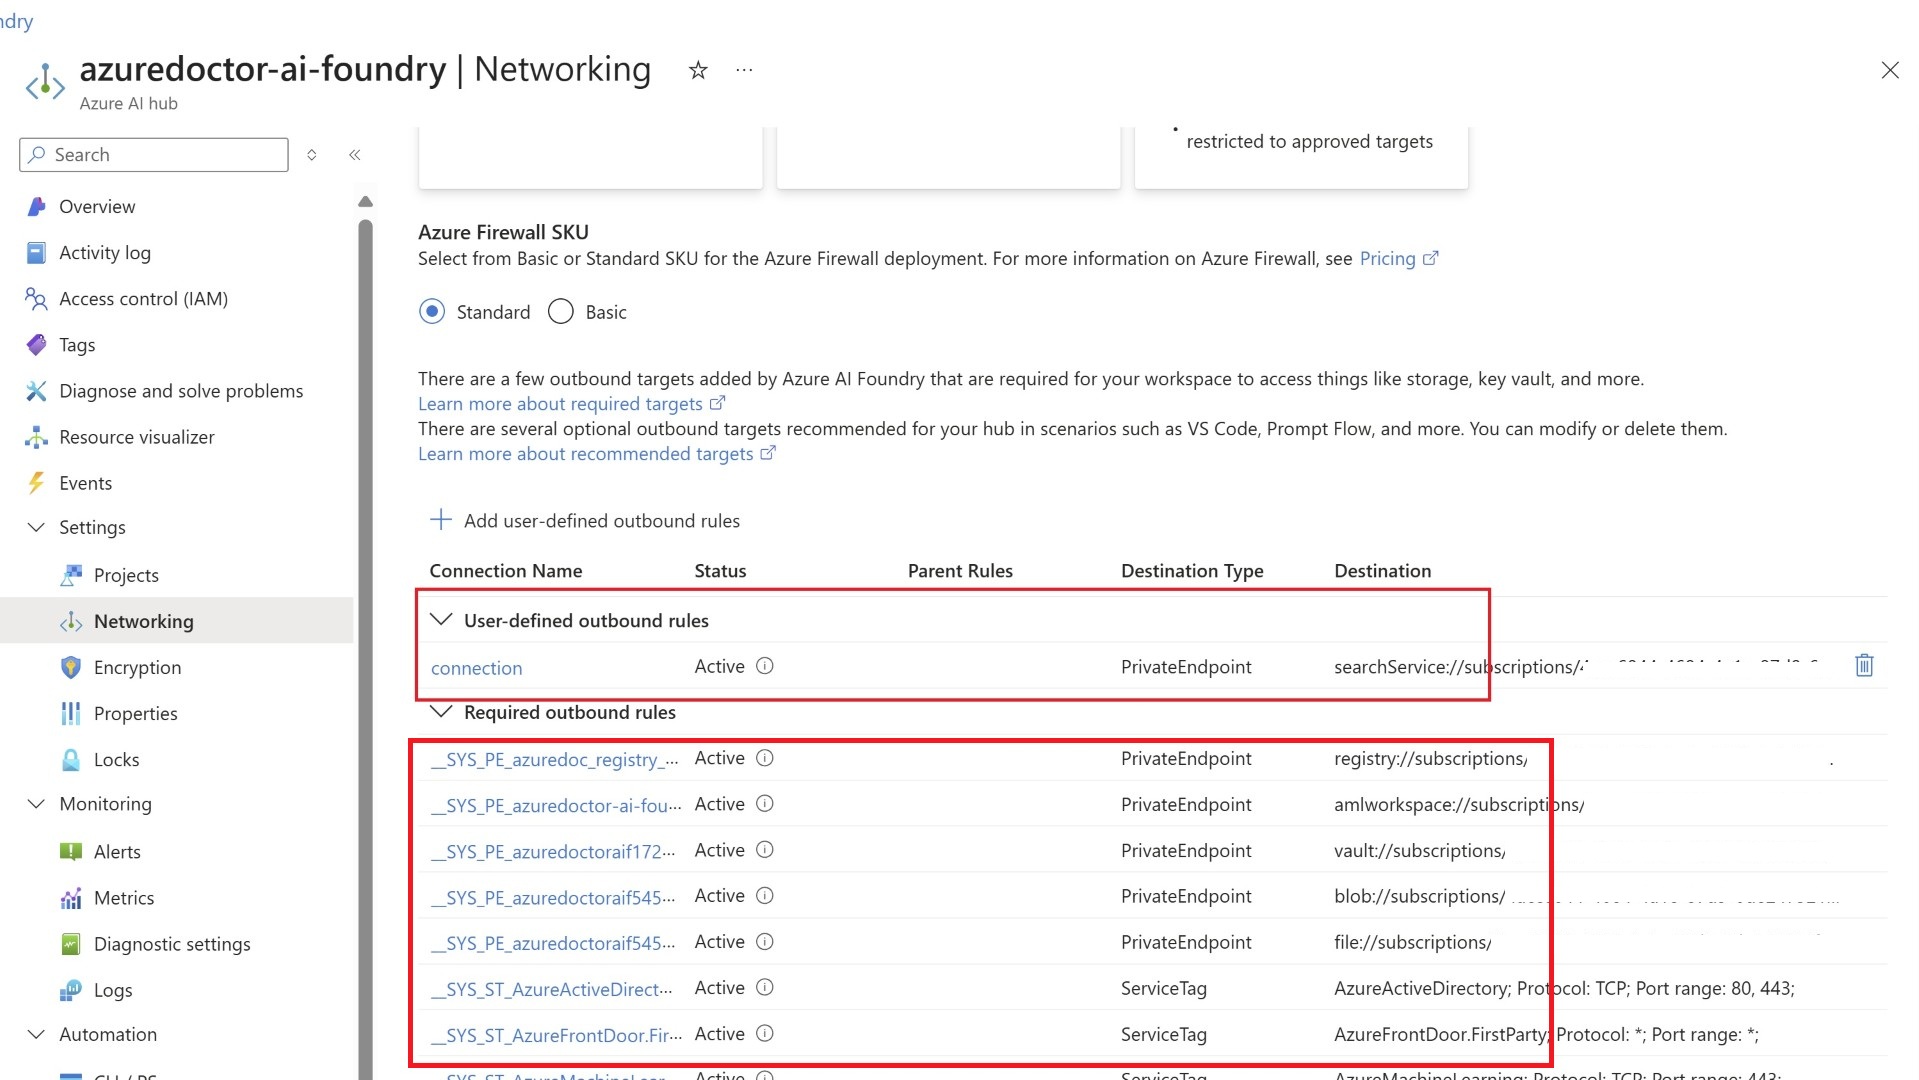 ndry
azuredoctor-ai-foundry | Networking
Azure AI hub
Search
Overview
Activity log
Access control (IAM)
Tags
Diagnose and solve problems
Resource visualizer
Events
Settings
Projects
Networking
Encryption
Properties
Locks
Monitoring
Alerts
Metrics
Diagnostic settings
Logs
Automation
restricted to approved targets
Azure Firewall SKU
Select from Basic or Standard SKU for the Azure Firewall deployment. For more information on Azure Firewall, see Pricing
Standard Basic
There are a few outbound targets added by Azure AI Foundry that are required for your workspace to access things like storage, key vault, and more.
Learn more about required targets
There are several optional outbound targets recommended for your hub in scenarios such as VS Code, Prompt Flow, and more. You can modify or delete them.
Learn more about recommended targets
Add user-defined outbound rules
Connection Name Status Parent Rules Destination Type Destination
User-defined outbound rules
connection Active PrivateEndpoint searchService://subscriptions/
Required outbound rules
__SYS_PE_azuredoc_registry_... Active PrivateEndpoint registry://subscriptions/
__SYS_PE_azuredoctor-ai-fou... Active PrivateEndpoint amlworkspace://subscriptions/
__SYS_PE_azuredoctoraif172... Active PrivateEndpoint vault://subscriptions/
__SYS_PE_azuredoctoraif545... Active PrivateEndpoint blob://subscriptions/
__SYS_PE_azuredoctoraif545... Active PrivateEndpoint file://subscriptions/
__SYS_ST_AzureActiveDirect... Active ServiceTag AzureActiveDirectory; Protocol: TCP; Port range: 80, 443;
__SYS_ST_AzureFrontDoor.Fir... Active ServiceTag AzureFrontDoor.FirstParty; Protocol: *; Port range: *;
Active ServiceTag AzureMachineLearning; Protocol: TCP; Port range: 443;